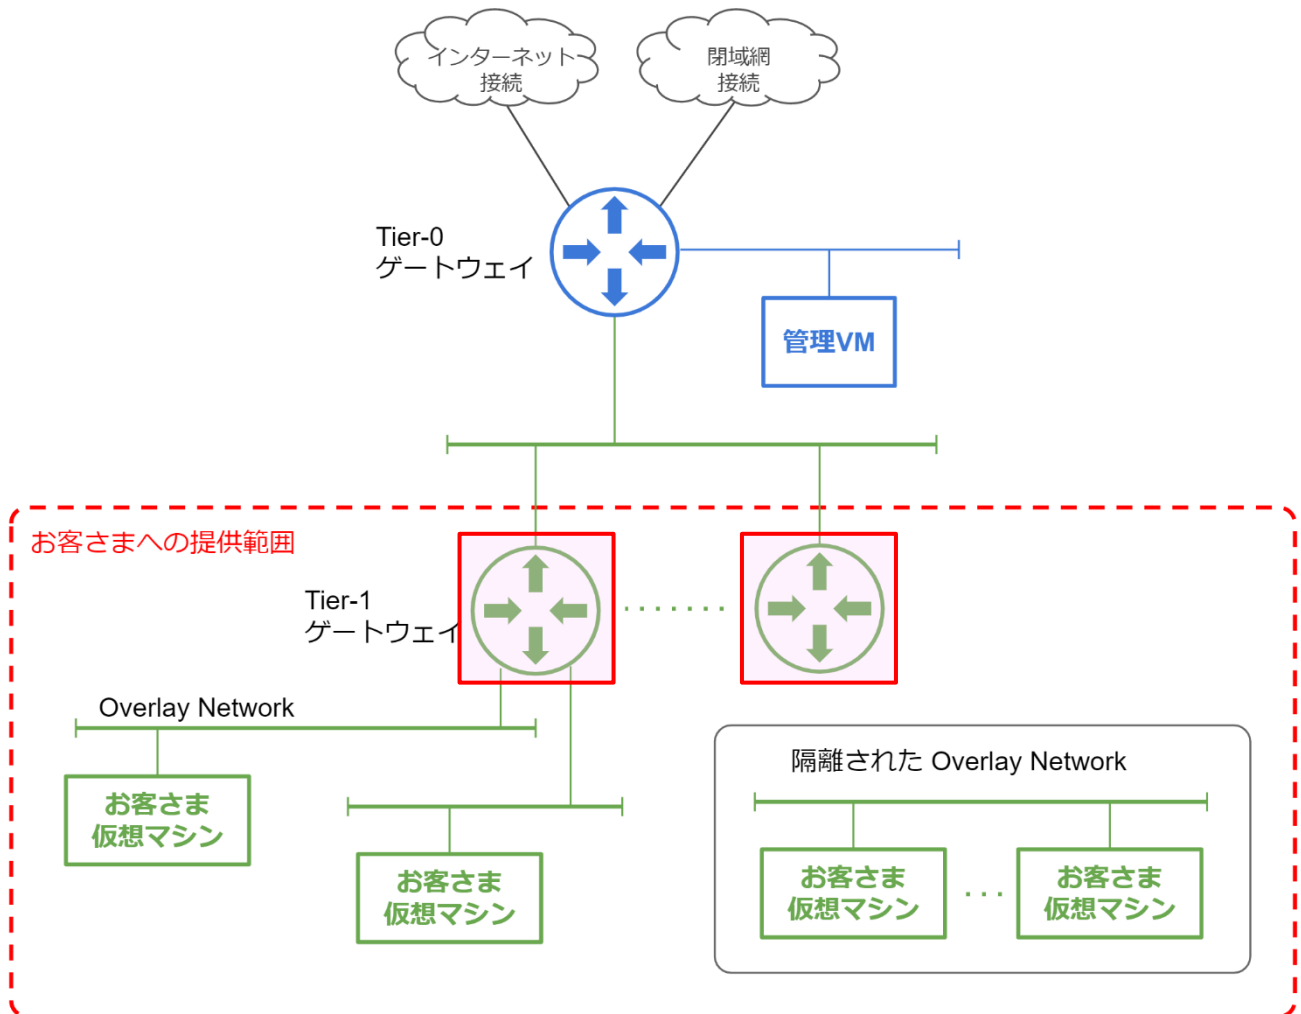 インターネット
接続
閉域網
接続
Tier-0
ゲートウェイ
管理VM
お客さまへの提供範囲
Tier-1
ゲートウェイ
Overlay Network
お客さま
仮想マシン
お客さま
仮想マシン
隔離された Overlay Network
お客さま
仮想マシン
お客さま
仮想マシン